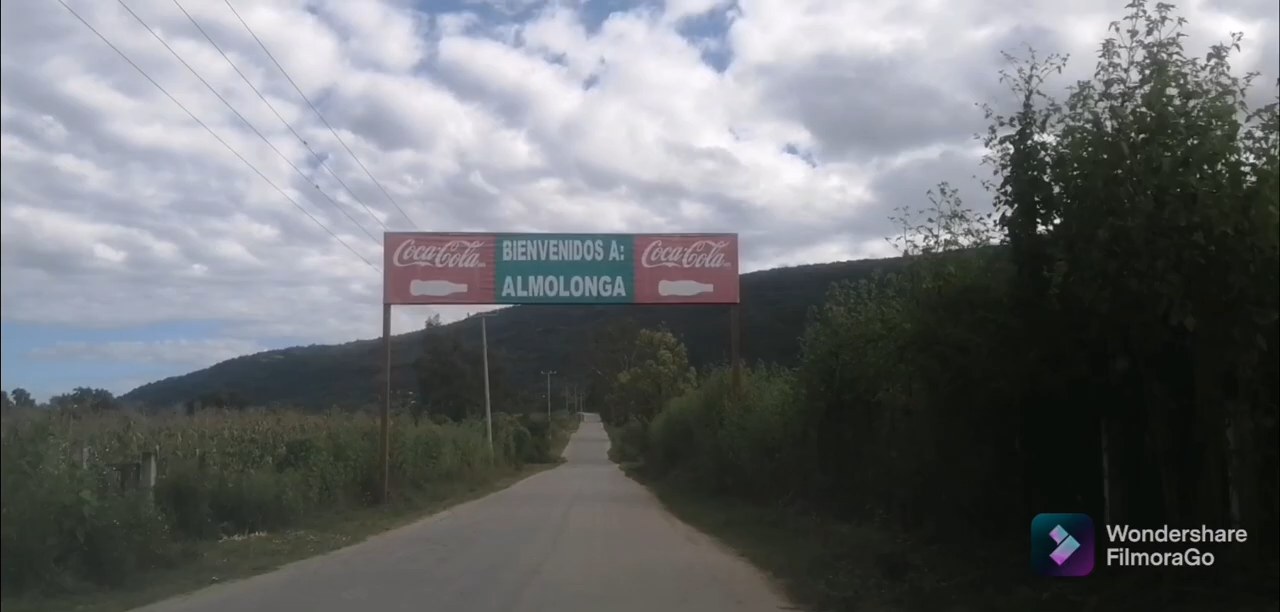 Coca-Cola
BIENVENIDOS A:
ALMOLONGA
Coca-Cola
Wondershare
FilmoraGo